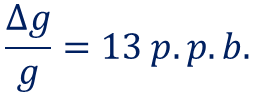 Δg/g = 13 p.p.b.